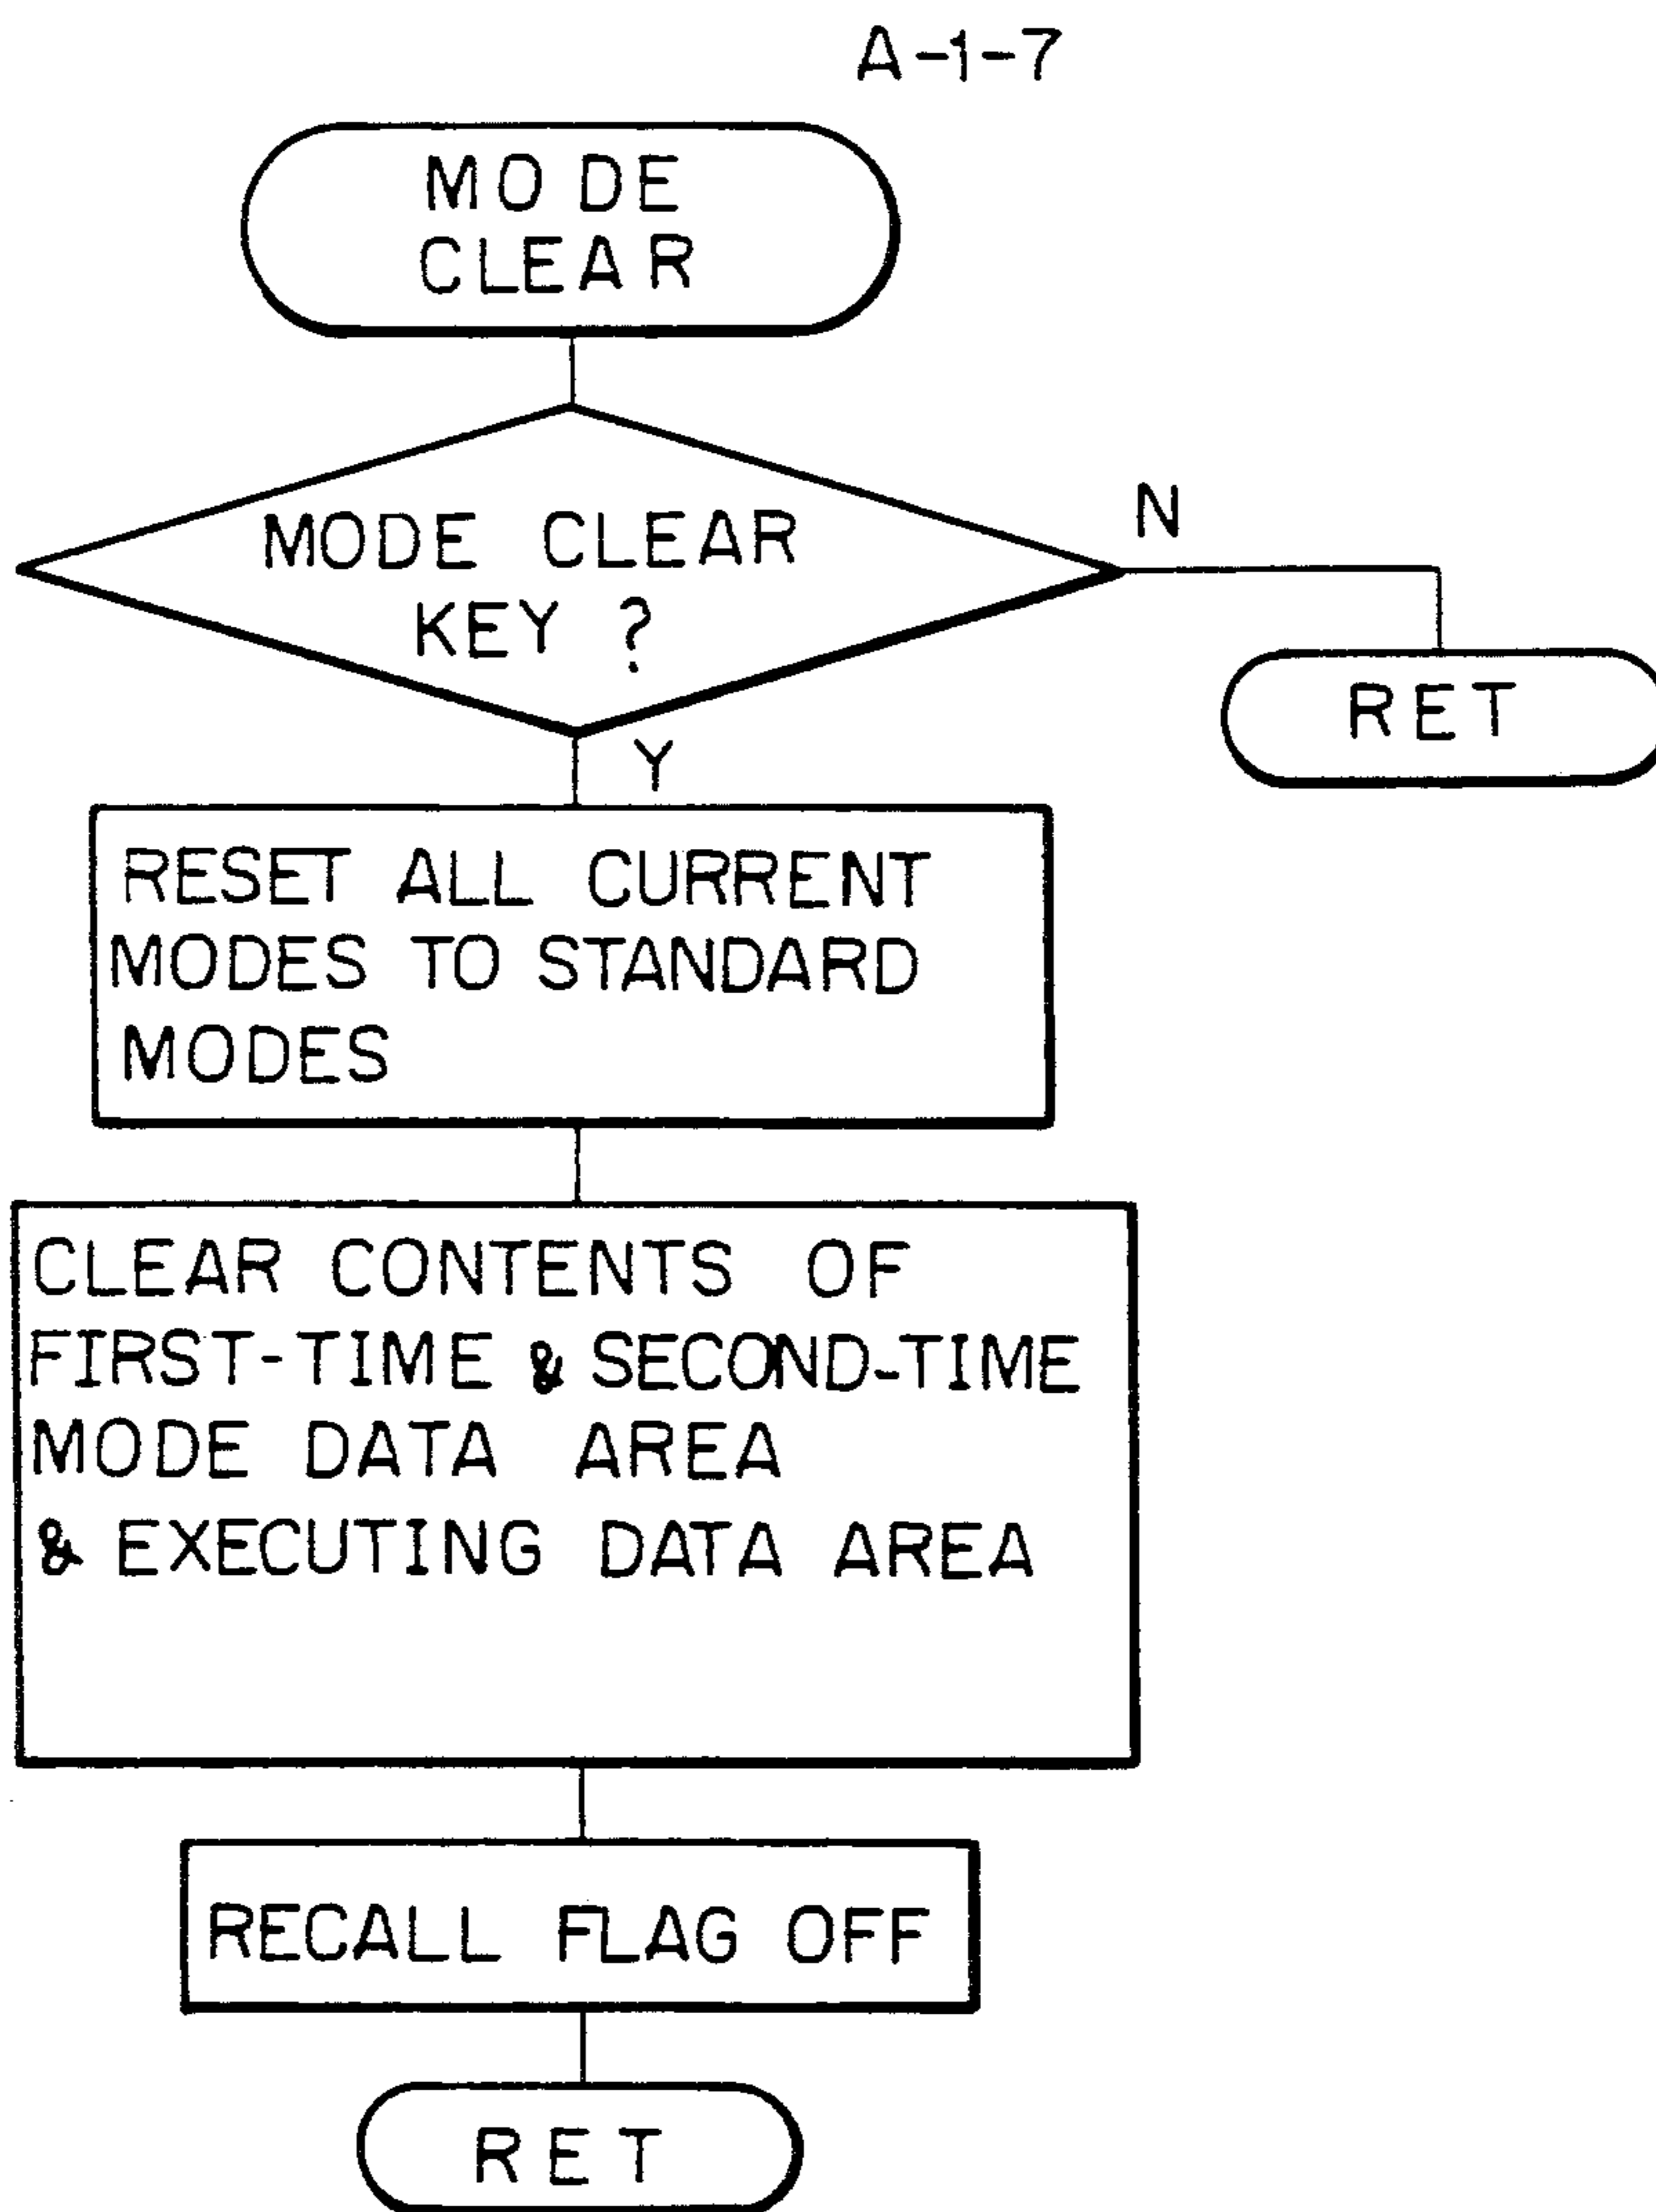 A-1-7
MODE
CLEAR
MODE CLEAR
KEY ?
N
RET
Y
RESET ALL CURRENT
MODES TO STANDARD
MODES
CLEAR CONTENTS OF
FIRST-TIME & SECOND-TIME
MODE DATA AREA
& EXECUTING DATA AREA
RECALL FLAG OFF
RET